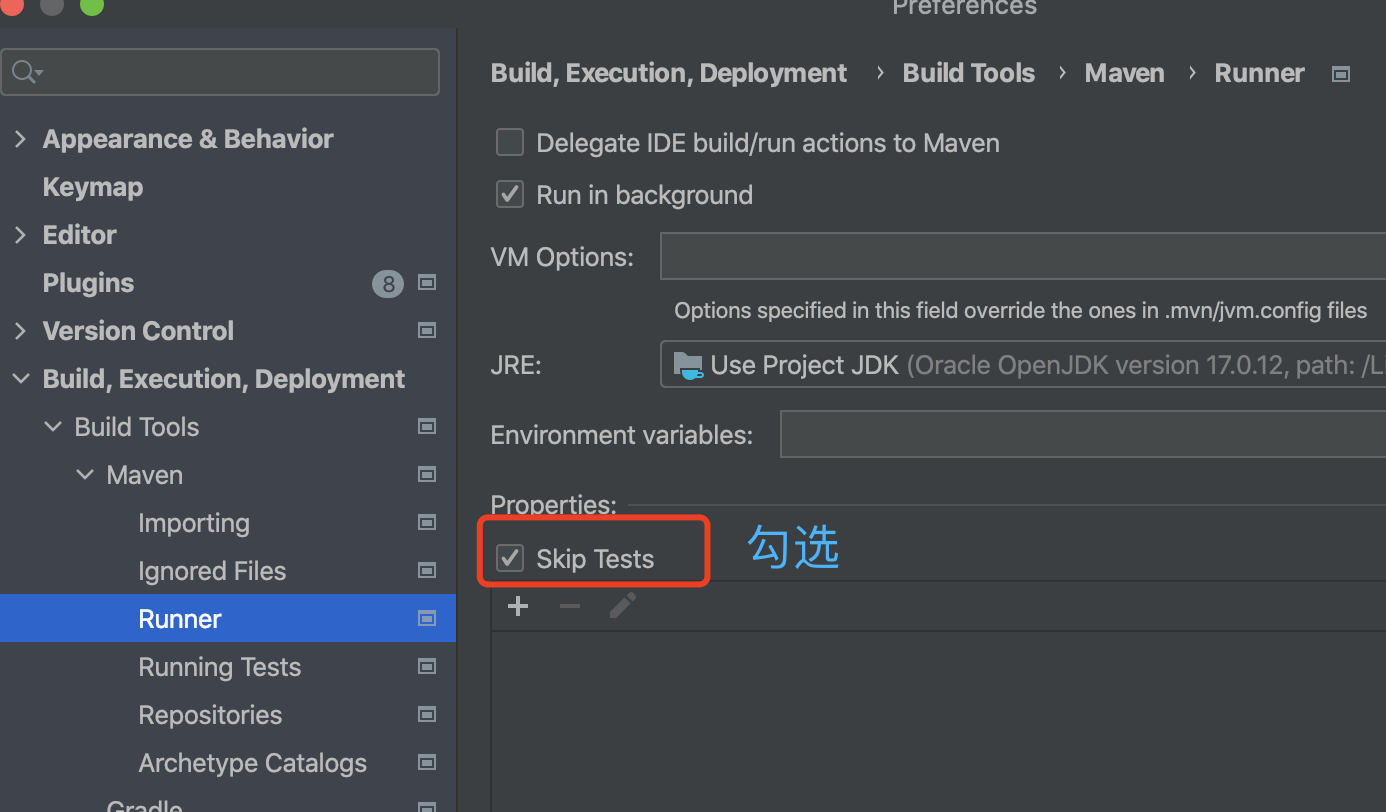 Preferences
Appearance & Behavior
Keymap
Editor
Plugins 8
Version Control
Build, Execution, Deployment
Build Tools
Maven
Importing
Ignored Files
Runner
Running Tests
Repositories
Archetype Catalogs
Gradle
Build, Execution, Deployment › Build Tools › Maven › Runner
Delegate IDE build/run actions to Maven
Run in background
VM Options:
Options specified in this field override the ones in .mvn/jvm.config files
JRE: Use Project JDK (Oracle OpenJDK version 17.0.12, path: /L
Environment variables:
Properties:
Skip Tests 勾选